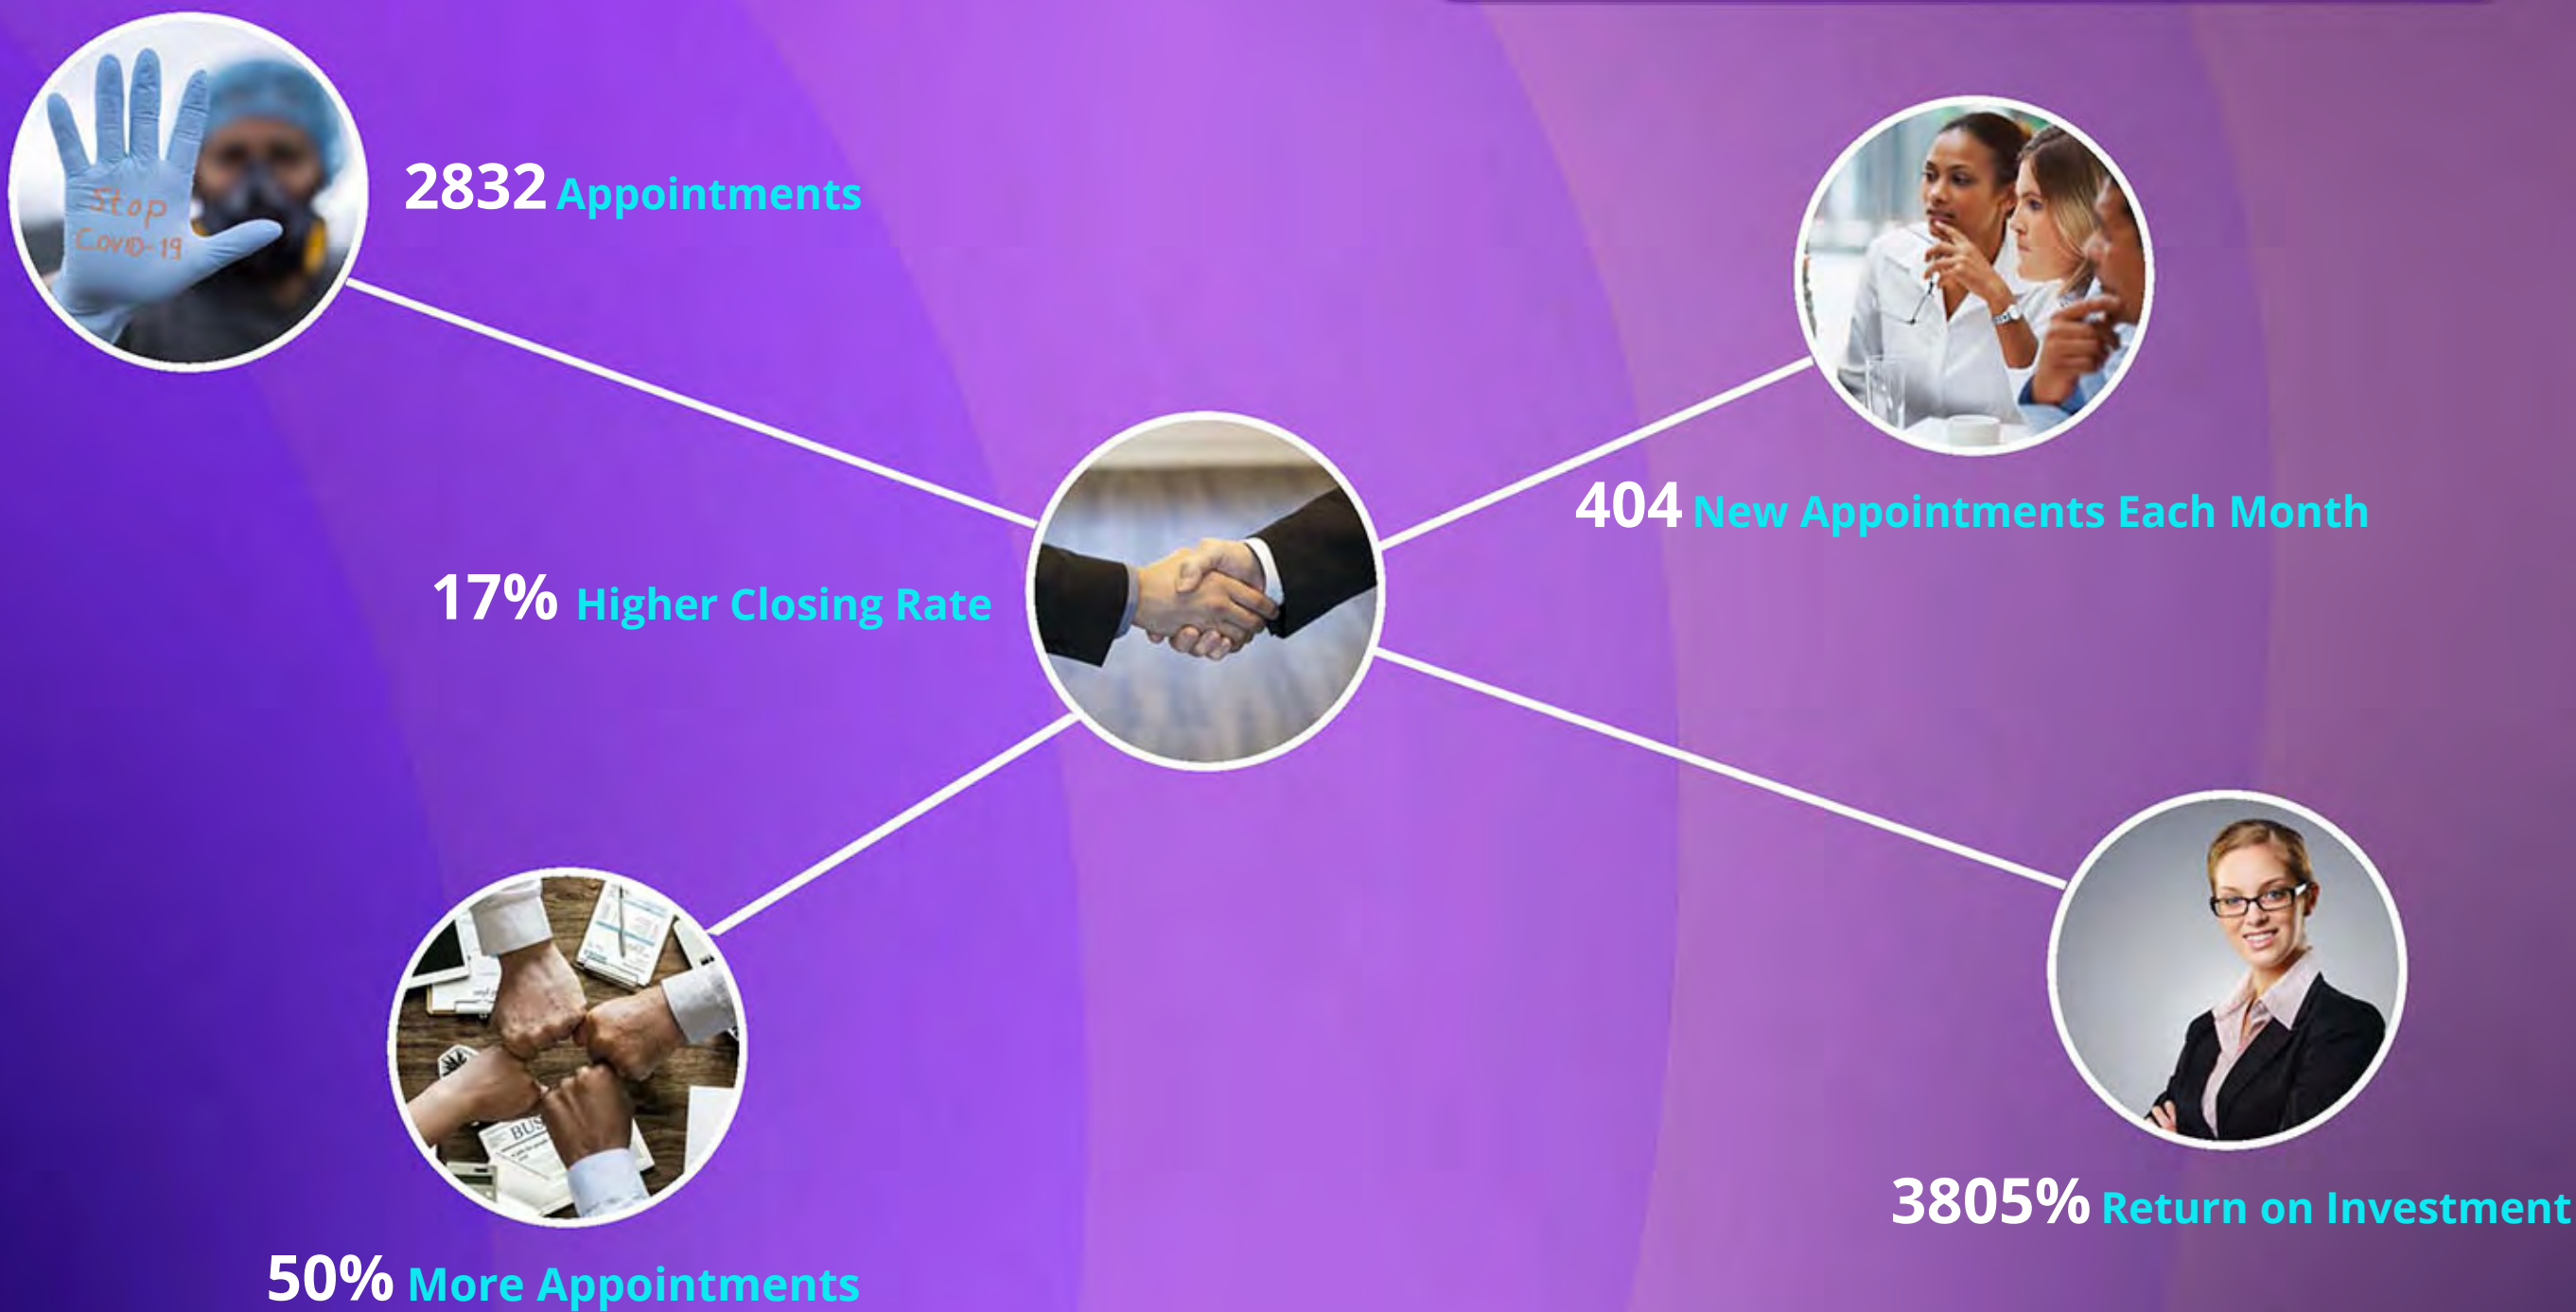 Stop
Covid-19
2832 Appointments
404 New Appointments Each Month
17% Higher Closing Rate
BUS
3805% Return on Investment
50% More Appointments